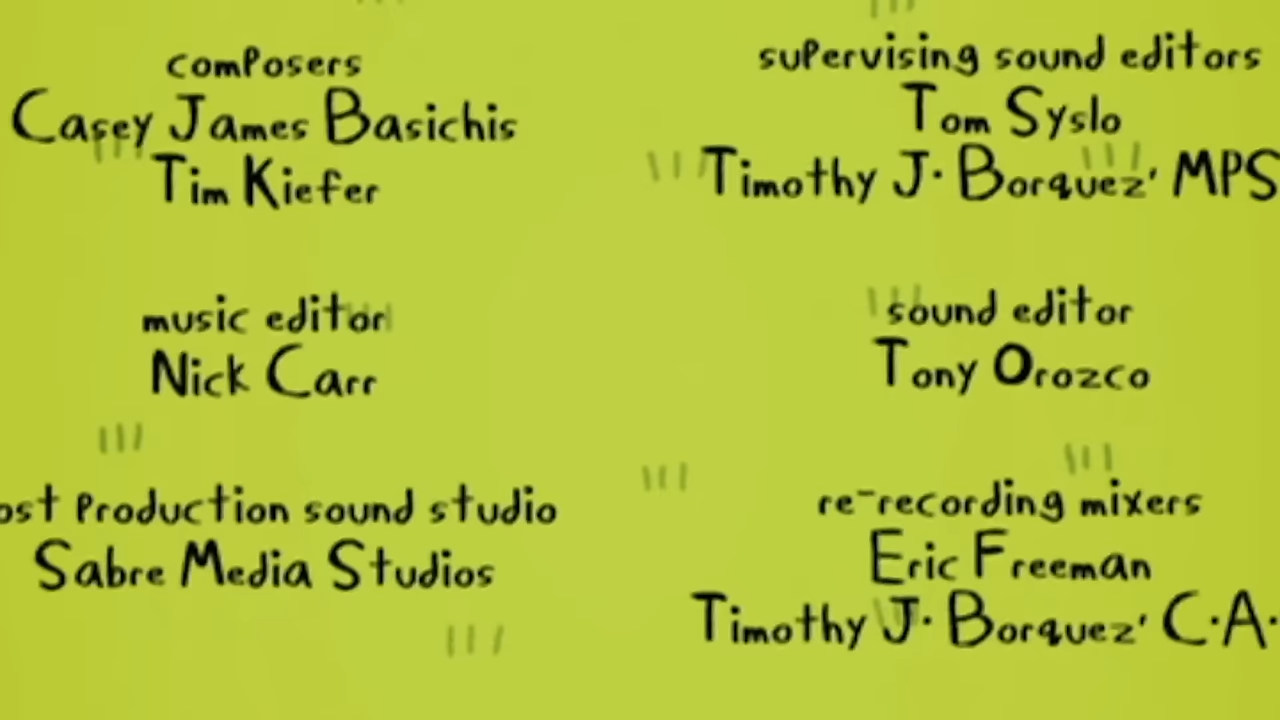 composers
Casey James Basichis
Tim Kiefer
music editor
Nick Carr
ost Production sound studio
Sabre Media Studios
supervising sound editors
Tom Syslo
Timothy J. Borquez' MPS
sound editor
Tony Orozco
re-recording mixers
Eric Freeman
Timothy J. Borquez' C.A.